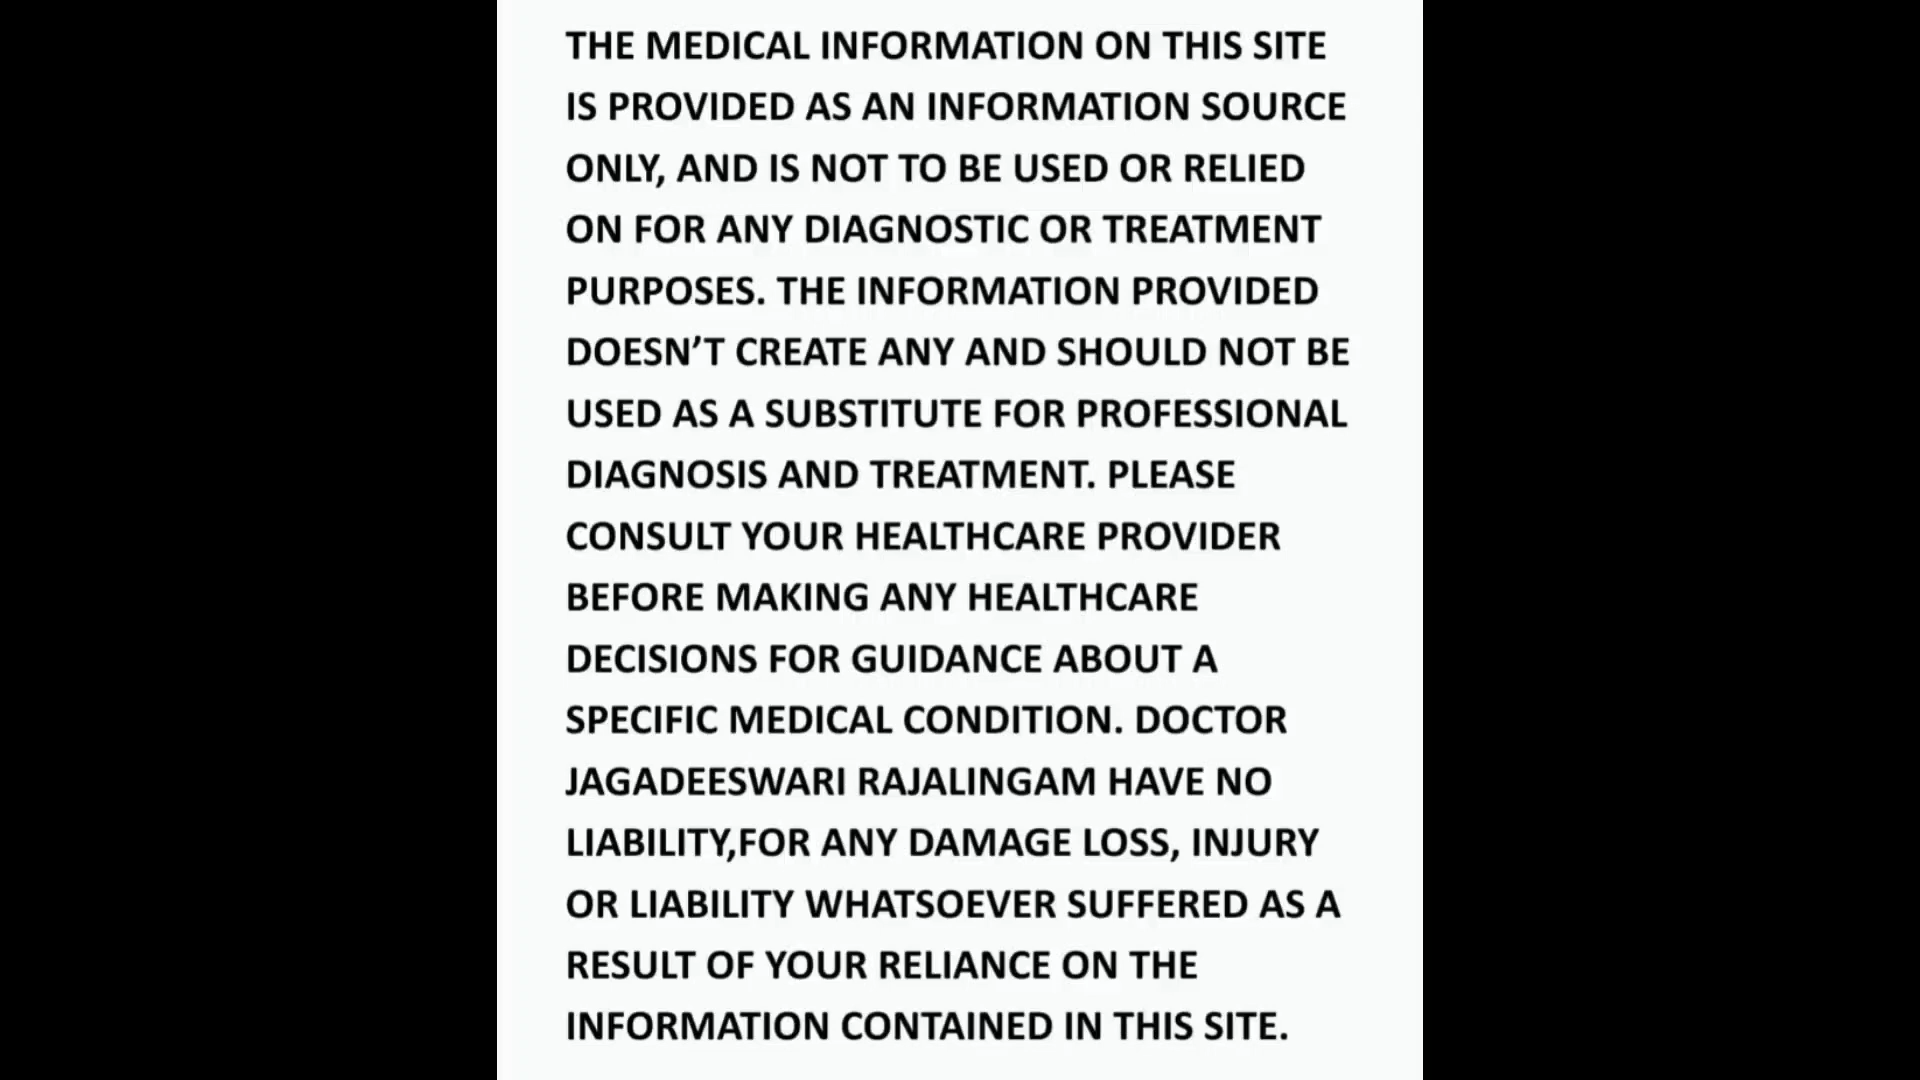 THE MEDICAL INFORMATION ON THIS SITE
IS PROVIDED AS AN INFORMATION SOURCE
ONLY, AND IS NOT TO BE USED OR RELIED
ON FOR ANY DIAGNOSTIC OR TREATMENT
PURPOSES. THE INFORMATION PROVIDED
DOESN’T CREATE ANY AND SHOULD NOT BE
USED AS A SUBSTITUTE FOR PROFESSIONAL
DIAGNOSIS AND TREATMENT. PLEASE
CONSULT YOUR HEALTHCARE PROVIDER
BEFORE MAKING ANY HEALTHCARE
DECISIONS FOR GUIDANCE ABOUT A
SPECIFIC MEDICAL CONDITION. DOCTOR
JAGADEESWARI RAJALINGAM HAVE NO
LIABILITY,FOR ANY DAMAGE LOSS, INJURY
OR LIABILITY WHATSOEVER SUFFERED AS A
RESULT OF YOUR RELIANCE ON THE
INFORMATION CONTAINED IN THIS SITE.